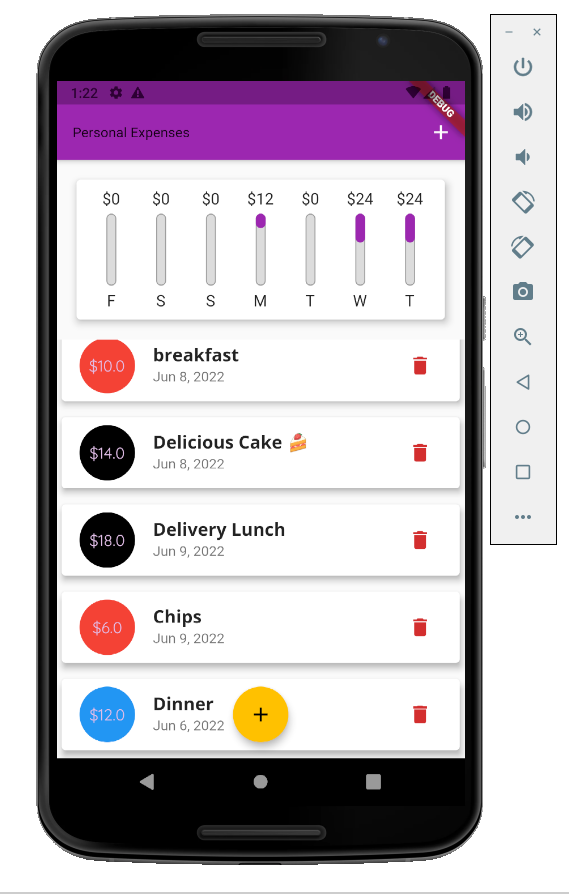 1:22
DEBUG
Personal Expenses
$0 $0 $0 $12 $0 $24 $24
F S S M T W T
$10.0
breakfast
Jun 8, 2022
$14.0
Delicious Cake 🍰
Jun 8, 2022
$18.0
Delivery Lunch
Jun 9, 2022
$6.0
Chips
Jun 9, 2022
$12.0
Dinner
Jun 6, 2022